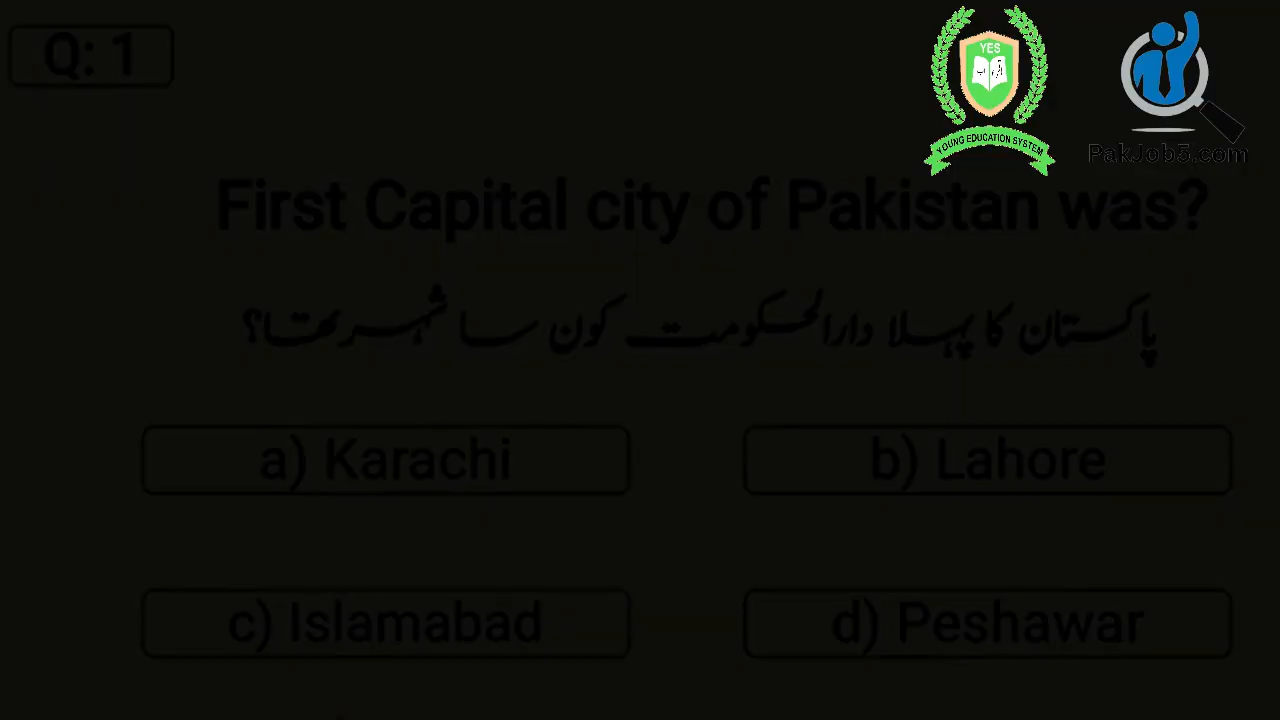 Q: 1
YES
YOUNG EDUCATION SYSTEM
PakJob5.com
First Capital city of Pakistan was?
پاکستان کا پہلا دارالحکومت کون سا شہر تھا؟
a) Karachi
b) Lahore
c) Islamabad
d) Peshawar